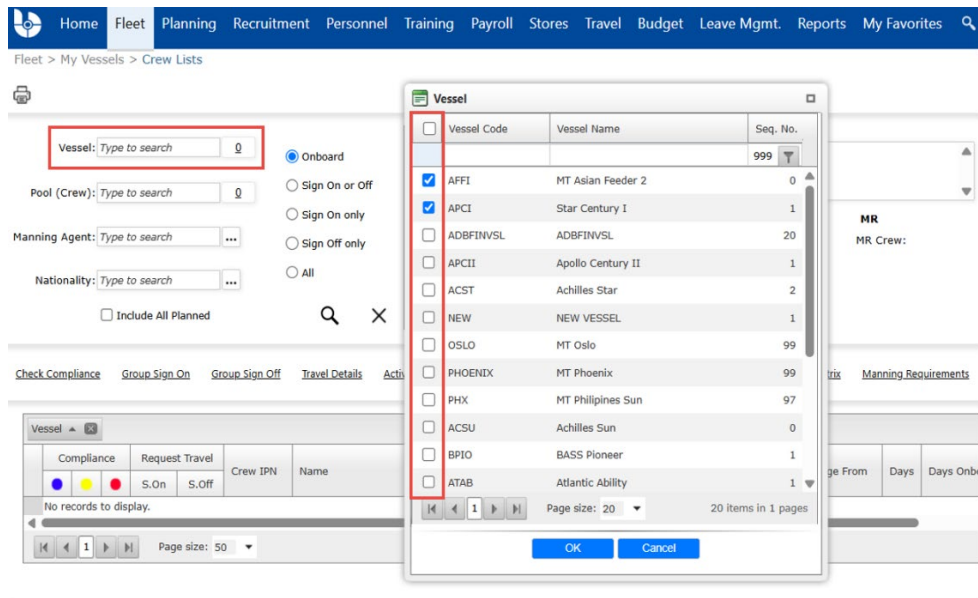 Home Fleet Planning Recruitment Personnel Training Payroll Stores Travel Budget Leave Mgmt. Reports My Favorites
Fleet > My Vessels > Crew Lists
Vessel: Type to search 0
Pool (Crew): Type to search 0
Manning Agent: Type to search ...
Nationality: Type to search ...
Include All Planned
Onboard
Sign On or Off
Sign On only
Sign Off only
All
MR
MR Crew:
Check Compliance Group Sign On Group Sign Off Travel Details Manning Requirements
Vessel
Compliance Request Travel Crew IPN Name Days
S.On S.Off
No records to display.
1 Page size: 50
Vessel
Vessel Code Vessel Name Seq. No.
999
AFFI MT Asian Feeder 2 0
APCI Star Century I 1
ADBFINVSL ADBFINVSL 20
APCII Apollo Century II 1
ACST Achilles Star 2
NEW NEW VESSEL 1
OSLO MT Oslo 99
PHOENIX MT Phoenix 99
PHX MT Philipines Sun 97
ACSU Achilles Sun 0
BPIO BASS Pioneer 1
ATAB Atlantic Ability 1
1 Page size: 20 20 items in 1 pages
OK Cancel